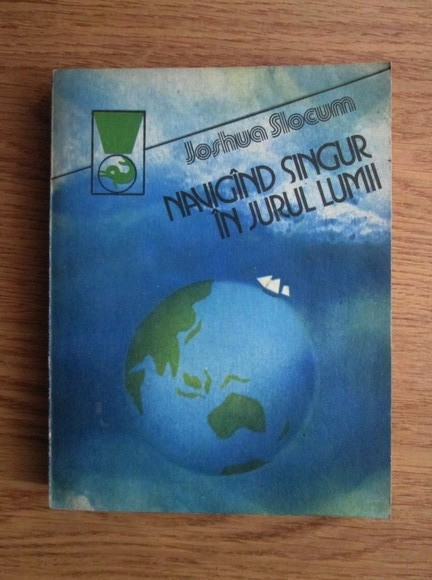 Joshua Slocum
NAVIGÎND SINGUR
ÎN JURUL LUMII